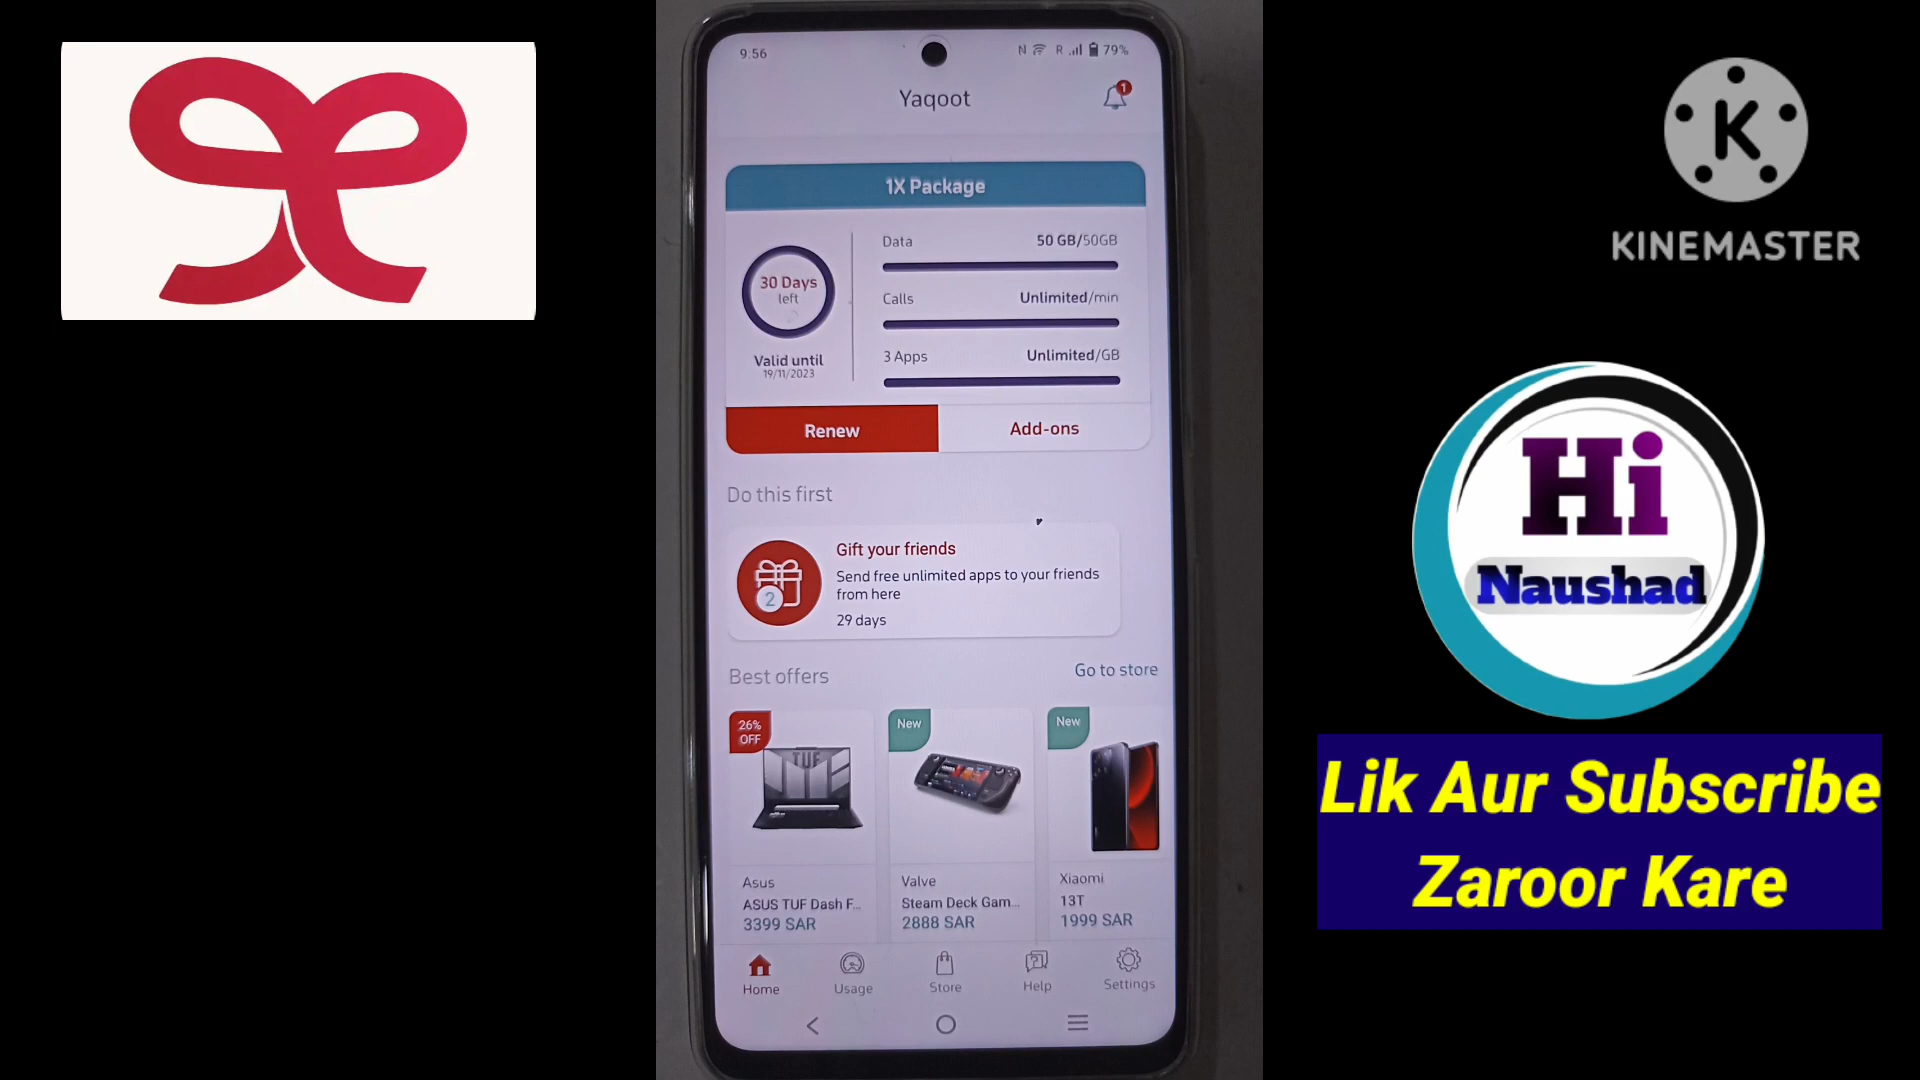 9.56
N R 79%
Yaqoot
1
1X Package
Data 50 GB/50GB
30 Days
left
Calls Unlimited/min
3 Apps Unlimited/GB
Valid until
19/11/2023
Renew Add-ons
Do this first
Gift your friends
Send free unlimited apps to your friends
from here
2
29 days
Best offers Go to store
26%
OFF
New
New
TUF
Asus
ASUS TUF Dash F...
3399 SAR
Valve
Steam Deck Gam...
2888 SAR
Xiaomi
13T
1999 SAR
Home Usage Store Help Settings
K
KINEMASTER
Hi
Naushad
Lik Aur Subscribe
Zaroor Kare